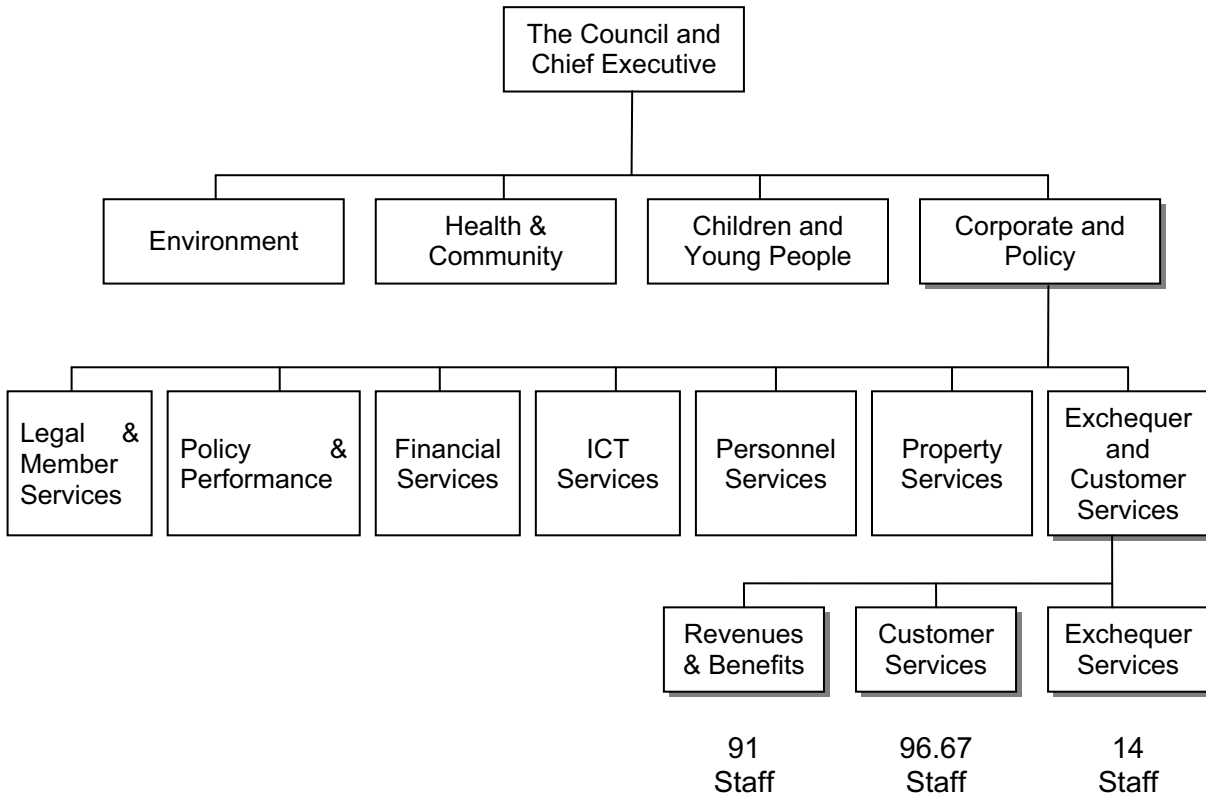 The Council and
Chief Executive
Environment
Health &
Community
Children and
Young People
Corporate and
Policy
Legal &
Member
Services
Policy &
Performance
Financial
Services
ICT
Services
Personnel
Services
Property
Services
Exchequer
and
Customer
Services
Revenues
& Benefits
Customer
Services
Exchequer
Services
91
Staff
96.67
Staff
14
Staff